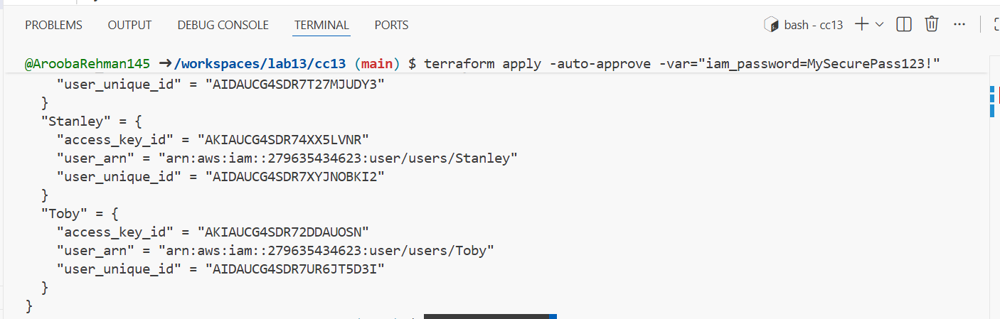 PROBLEMS OUTPUT DEBUG CONSOLE TERMINAL PORTS bash - cc13
@AroobaRehman145 ➜/workspaces/lab13/cc13 (main) $ terraform apply -auto-approve -var="iam_password=MySecurePass123!"
"user_unique_id" = "AIDAUCG4SDR7T27MJUDY3"
}
"Stanley" = {
"access_key_id" = "AKIAUCG4SDR74XX5LVNR"
"user_arn" = "arn:aws:iam::279635434623:user/users/Stanley"
"user_unique_id" = "AIDAUCG4SDR7XYJNOBKI2"
}
"Toby" = {
"access_key_id" = "AKIAUCG4SDR72DDAUOSN"
"user_arn" = "arn:aws:iam::279635434623:user/users/Toby"
"user_unique_id" = "AIDAUCG4SDR7UR6JT5D3I"
}
}